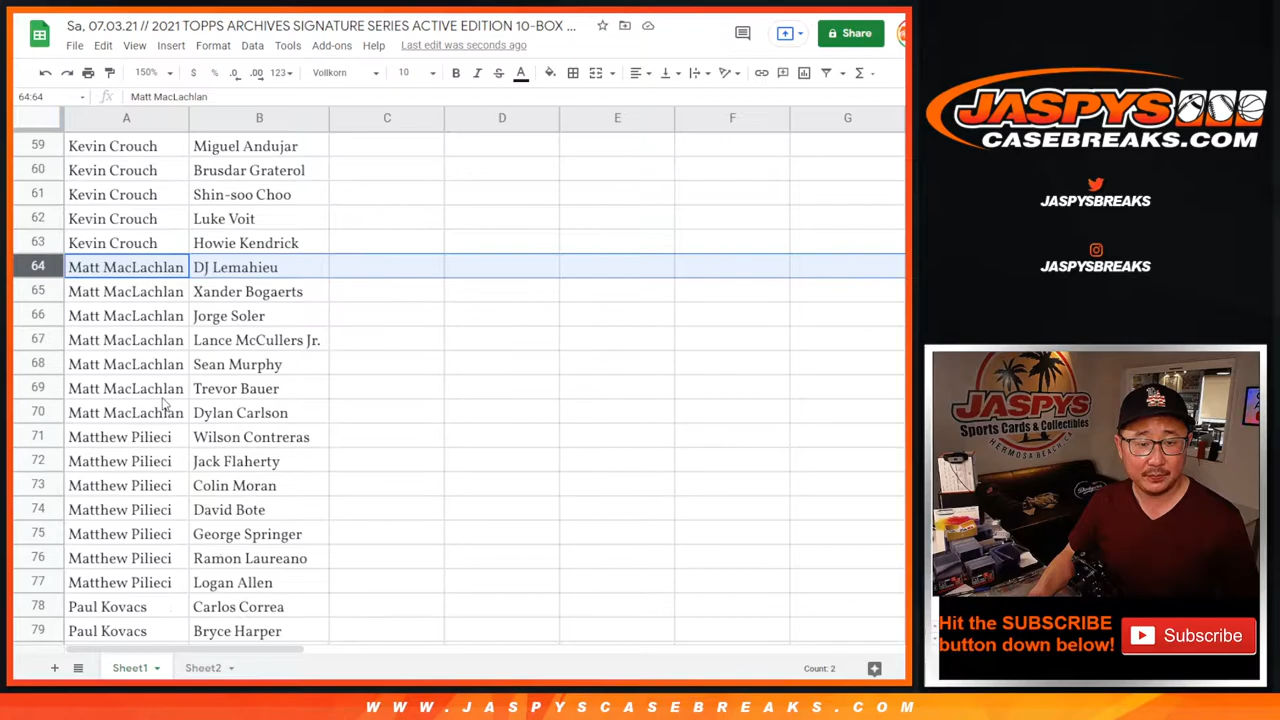 Sa, 07.03.21 // 2021 TOPPS ARCHIVES SIGNATURE SERIES ACTIVE EDITION 10-BOX ...
File Edit View Insert Format Data Tools Add-ons Help Last edit was seconds ago
Share
150% $ % .0 .00 123 Vollkorn 10 B I S A
64:64 fx Matt MacLachlan
A B C D E F G
59 Kevin Crouch Miguel Andujar
60 Kevin Crouch Brusdar Graterol
61 Kevin Crouch Shin-soo Choo
62 Kevin Crouch Luke Voit
63 Kevin Crouch Howie Kendrick
64 Matt MacLachlan DJ Lemahieu
65 Matt MacLachlan Xander Bogaerts
66 Matt MacLachlan Jorge Soler
67 Matt MacLachlan Lance McCullers Jr.
68 Matt MacLachlan Sean Murphy
69 Matt MacLachlan Trevor Bauer
70 Matt MacLachlan Dylan Carlson
71 Matthew Pilieci Wilson Contreras
72 Matthew Pilieci Jack Flaherty
73 Matthew Pilieci Colin Moran
74 Matthew Pilieci David Bote
75 Matthew Pilieci George Springer
76 Matthew Pilieci Ramon Laureano
77 Matthew Pilieci Logan Allen
78 Paul Kovacs Carlos Correa
79 Paul Kovacs Bryce Harper
Sheet1 Sheet2 Count: 2
JASPYS
CASEBREAKS.COM
JASPYSBREAKS
JASPYSBREAKS
JASPYS
Sports Cards & Collectibles
HERMOSA BEACH, CA
Dodgers
Hit the SUBSCRIBE
button down below!
Subscribe
WWW.JASPYSCASEBREAKS.COM